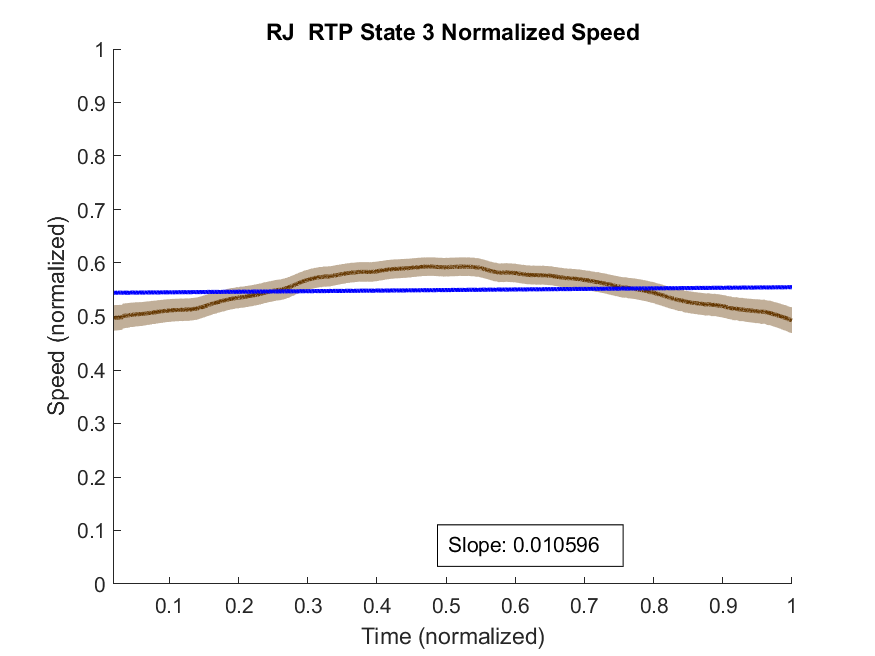 RJ  RTP State 3 Normalized Speed
1
0.9
0.8
0.7
0.6
0.5
0.4
0.3
0.2
0.1
0
Speed (normalized)
Slope: 0.010596
0.1 0.2 0.3 0.4 0.5 0.6 0.7 0.8 0.9 1
Time (normalized)